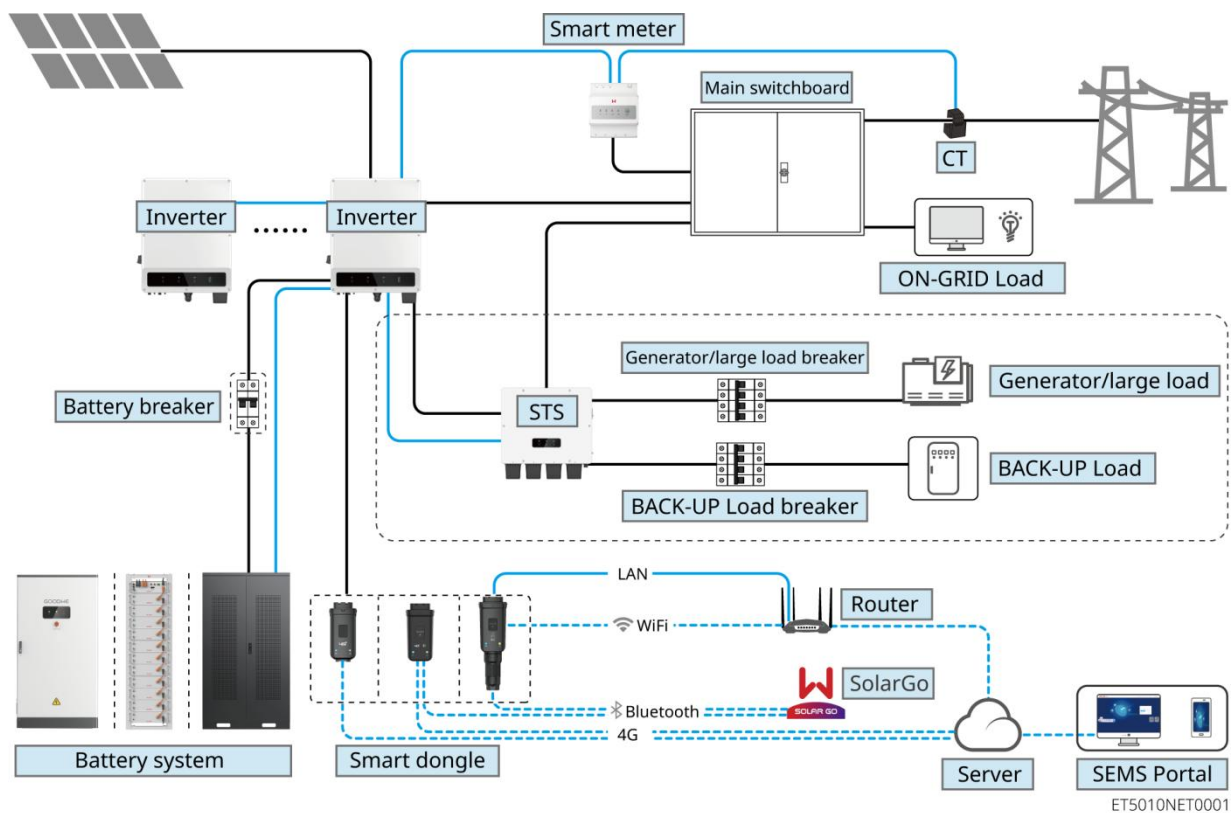 Smart meter
Main switchboard
CT
Inverter
Inverter
ON-GRID Load
Generator/large load breaker
Generator/large load
STS
Battery breaker
BACK-UP Load
BACK-UP Load breaker
GOODWE
LAN
Router
WiFi
SolarGo
SOLAR GO
Bluetooth
4G
Battery system
Smart dongle
Server
SEMS Portal
ET5010NET0001